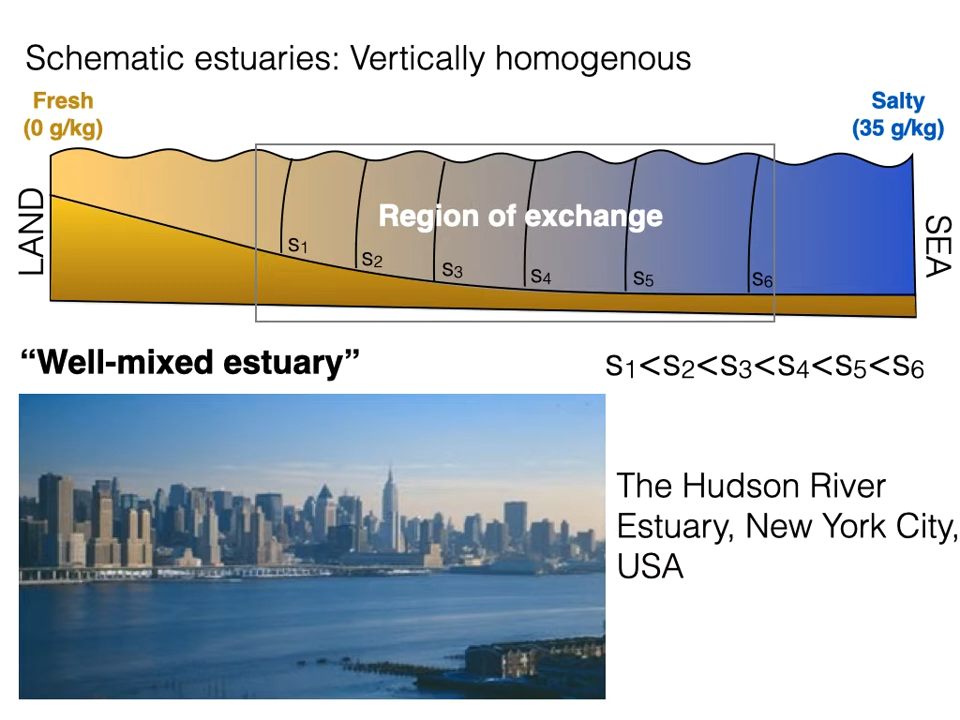 Schematic estuaries: Vertically homogenous
Fresh
(0 g/kg)
Salty
(35 g/kg)
LAND
Region of exchange
SEA
S1
S2
S3
S4
S5
S6
“Well-mixed estuary”
S1<S2<S3<S4<S5<S6
The Hudson River
Estuary, New York City,
USA